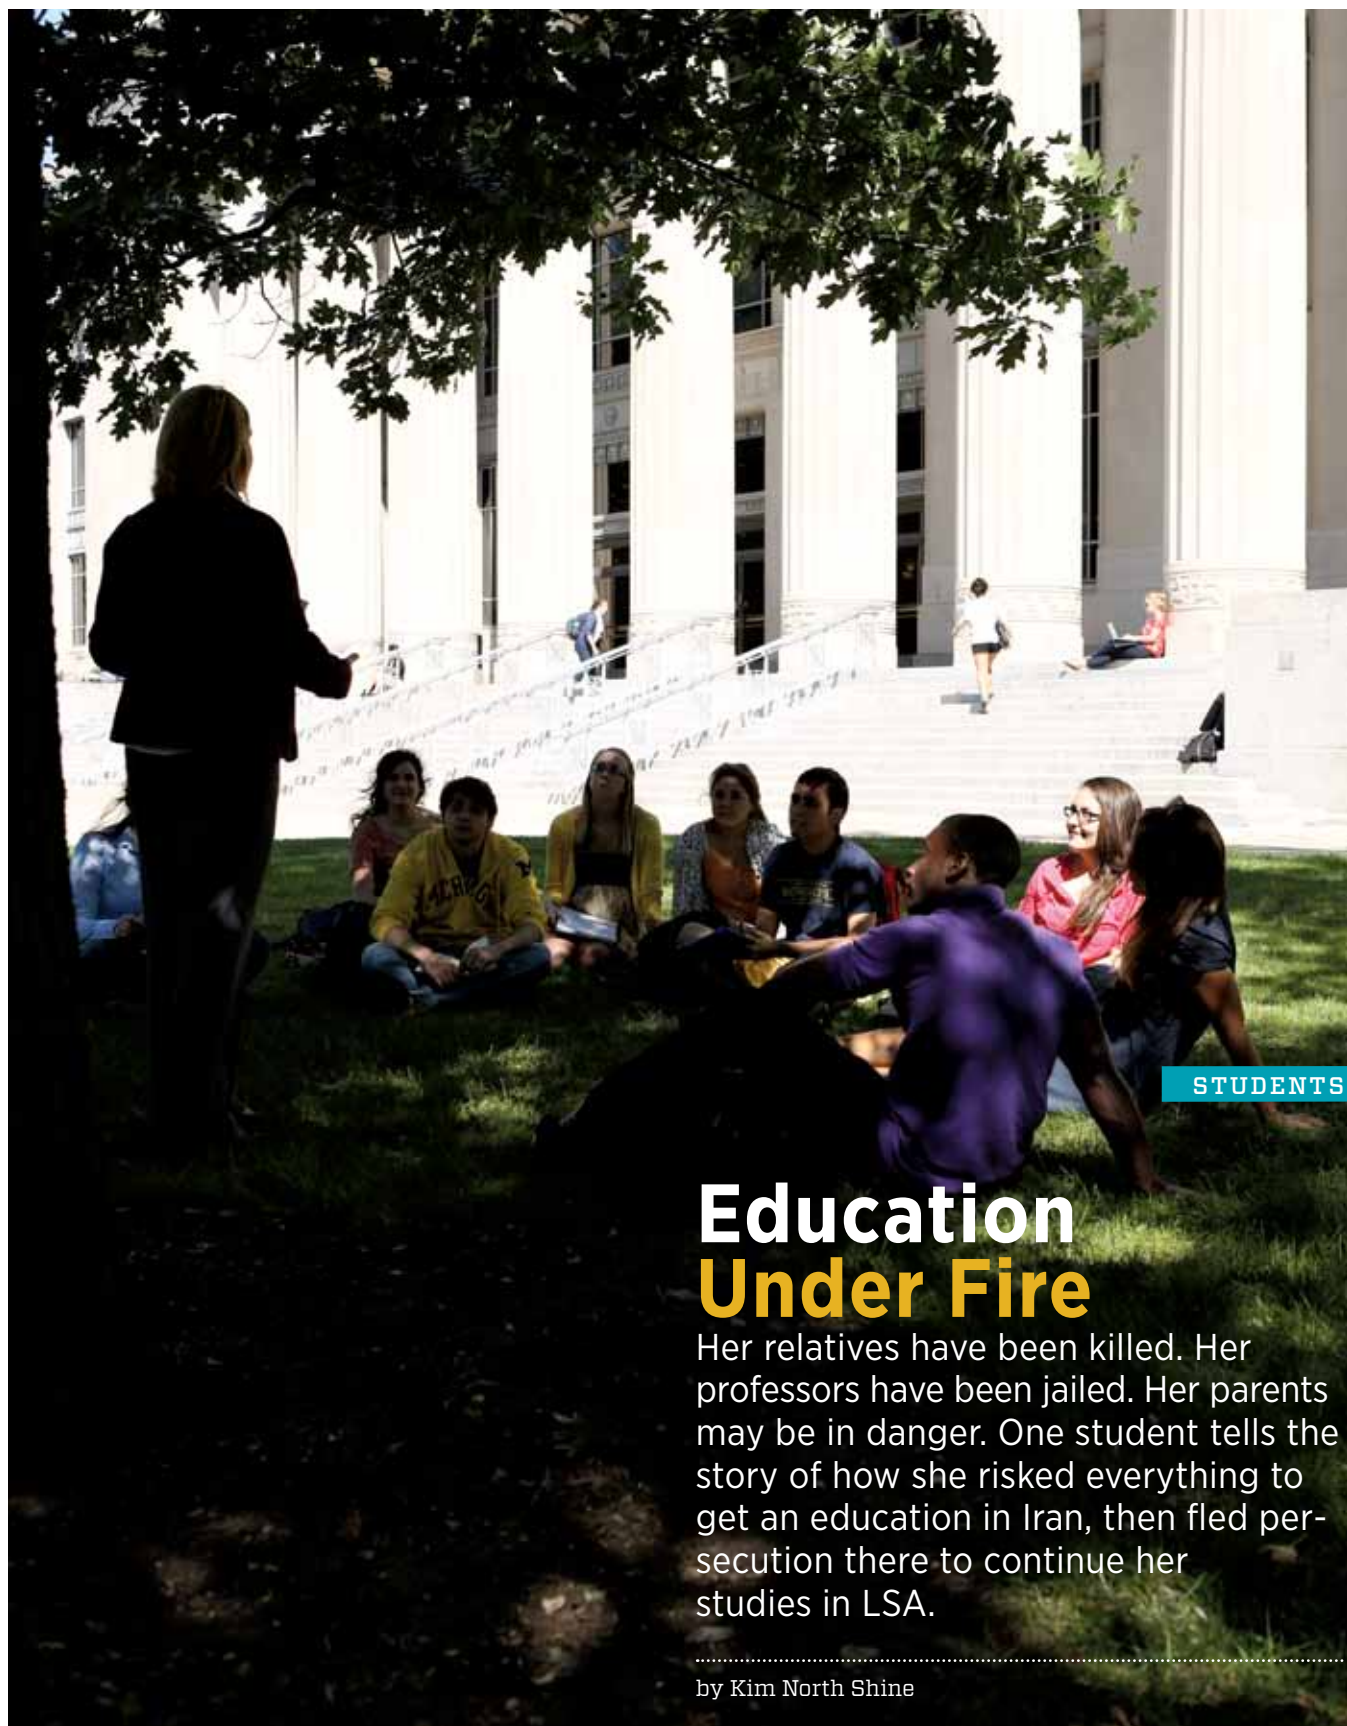 STUDENTS
Education
Under Fire
Her relatives have been killed. Her
professors have been jailed. Her parents
may be in danger. One student tells the
story of how she risked everything to
get an education in Iran, then fled per-
secution there to continue her
studies in LSA.
by Kim North Shine